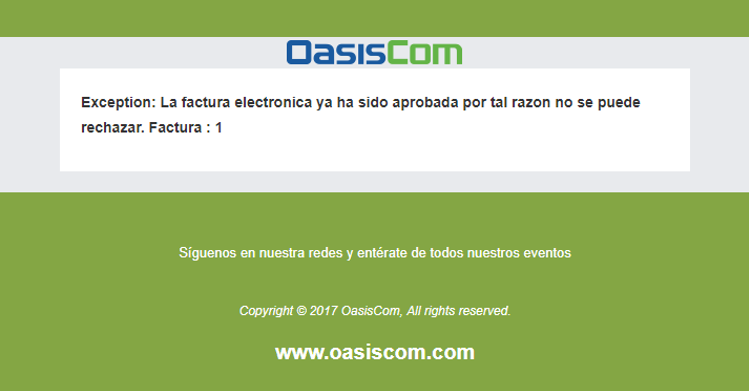 OasisCom
Exception: La factura electronica ya ha sido aprobada por tal razon no se puede
rechazar. Factura : 1
Síguenos en nuestra redes y entérate de todos nuestros eventos
Copyright © 2017 OasisCom, All rights reserved.
www.oasiscom.com